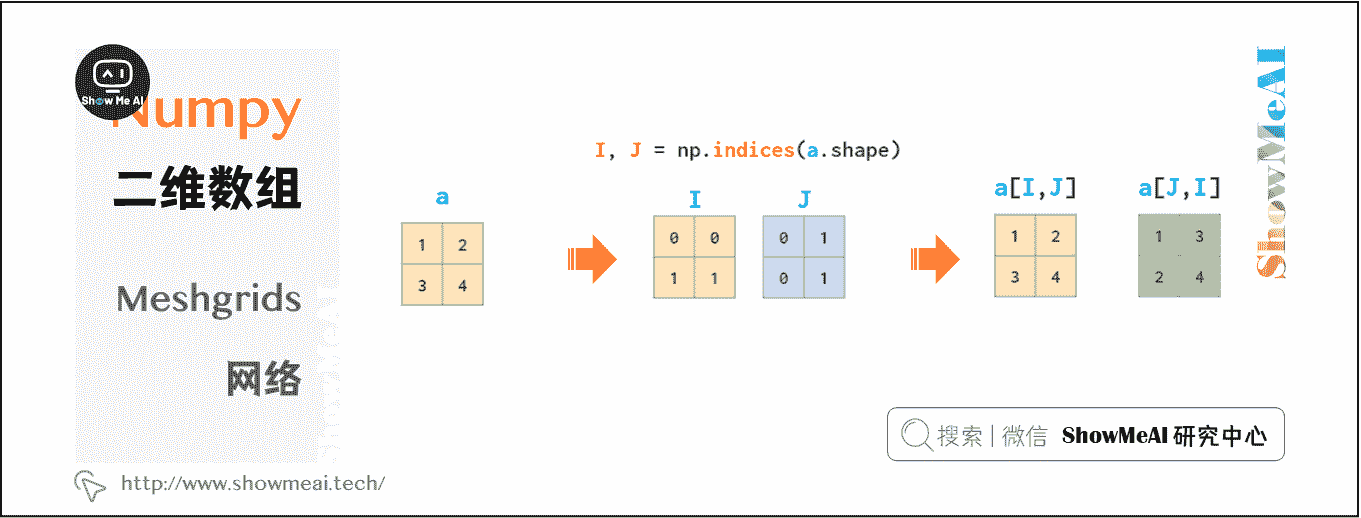 Show Me AI
Numpy
二维数组
Meshgrids
网络
http://www.showmeai.tech/
I, J = np.indices(a.shape)
a
1 2
3 4
I
0 0
1 1
J
0 1
0 1
a[I,J]
1 2
3 4
a[J,I]
1 3
2 4
ShowMeAI
搜索 | 微信 ShowMeAI 研究中心